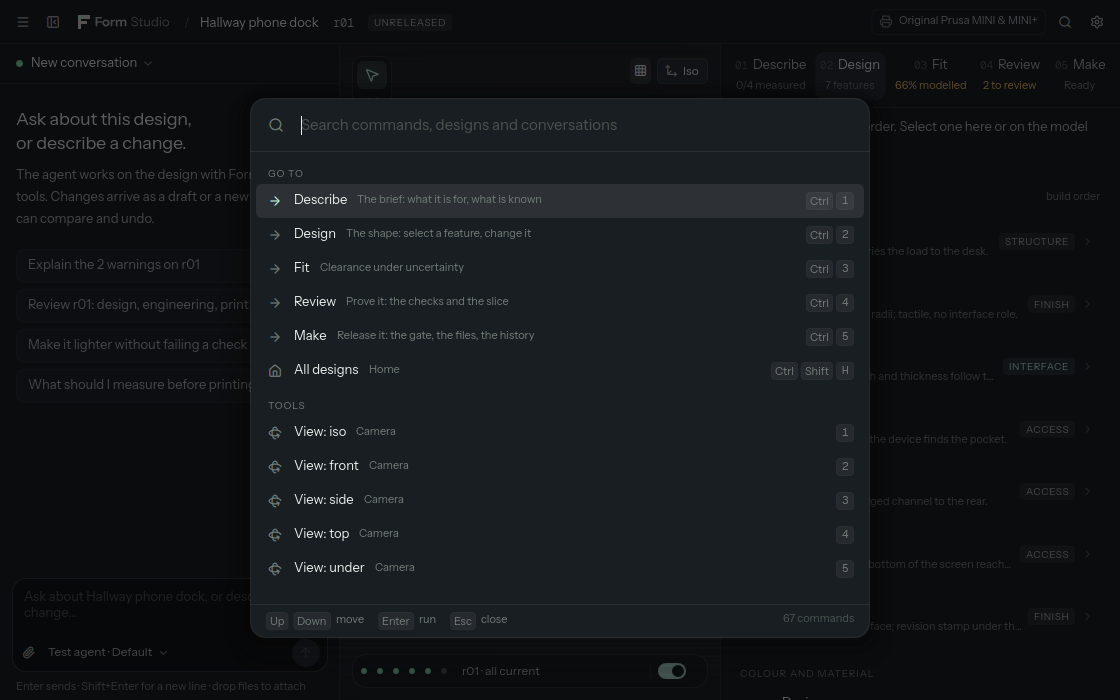 Form Studio / Hallway phone dock r01 UNRELEASED
Original Prusa MINI & MINI+
New conversation
Iso
01 Describe
0/4 measured
02 Design
7 features
03 Fit
66% modelled
04 Review
2 to review
05 Make
Ready
Ask about this design,
or describe a change.
The agent works on the design with For
tools. Changes arrive as a draft or a new
can compare and undo.
Explain the 2 warnings on r01
Review r01: design, engineering, print
Make it lighter without failing a check
What should I measure before printing
Search commands, designs and conversations
GO TO
Describe The brief: what it is for, what is known Ctrl 1
Design The shape: select a feature, change it Ctrl 2
Fit Clearance under uncertainty Ctrl 3
Review Prove it: the checks and the slice Ctrl 4
Make Release it: the gate, the files, the history Ctrl 5
All designs Home Ctrl Shift H
TOOLS
View: iso Camera 1
View: front Camera 2
View: side Camera 3
View: top Camera 4
View: under Camera 5
Up Down move Enter run Esc close 67 commands
rder. Select one here or on the model
build order
STRUCTURE
ries the load to the desk.
FINISH
radii; tactile, no interface role.
INTERFACE
n and thickness follow t…
ACCESS
the device finds the pocket.
ACCESS
ged channel to the rear.
ACCESS
bottom of the screen reach…
FINISH
face; revision stamp under th…
COLOUR AND MATERIAL
Ask about Hallway phone dock, or desc
change…
Test agent · Default
Enter sends · Shift+Enter for a new line · drop files to attach
r01 · all current